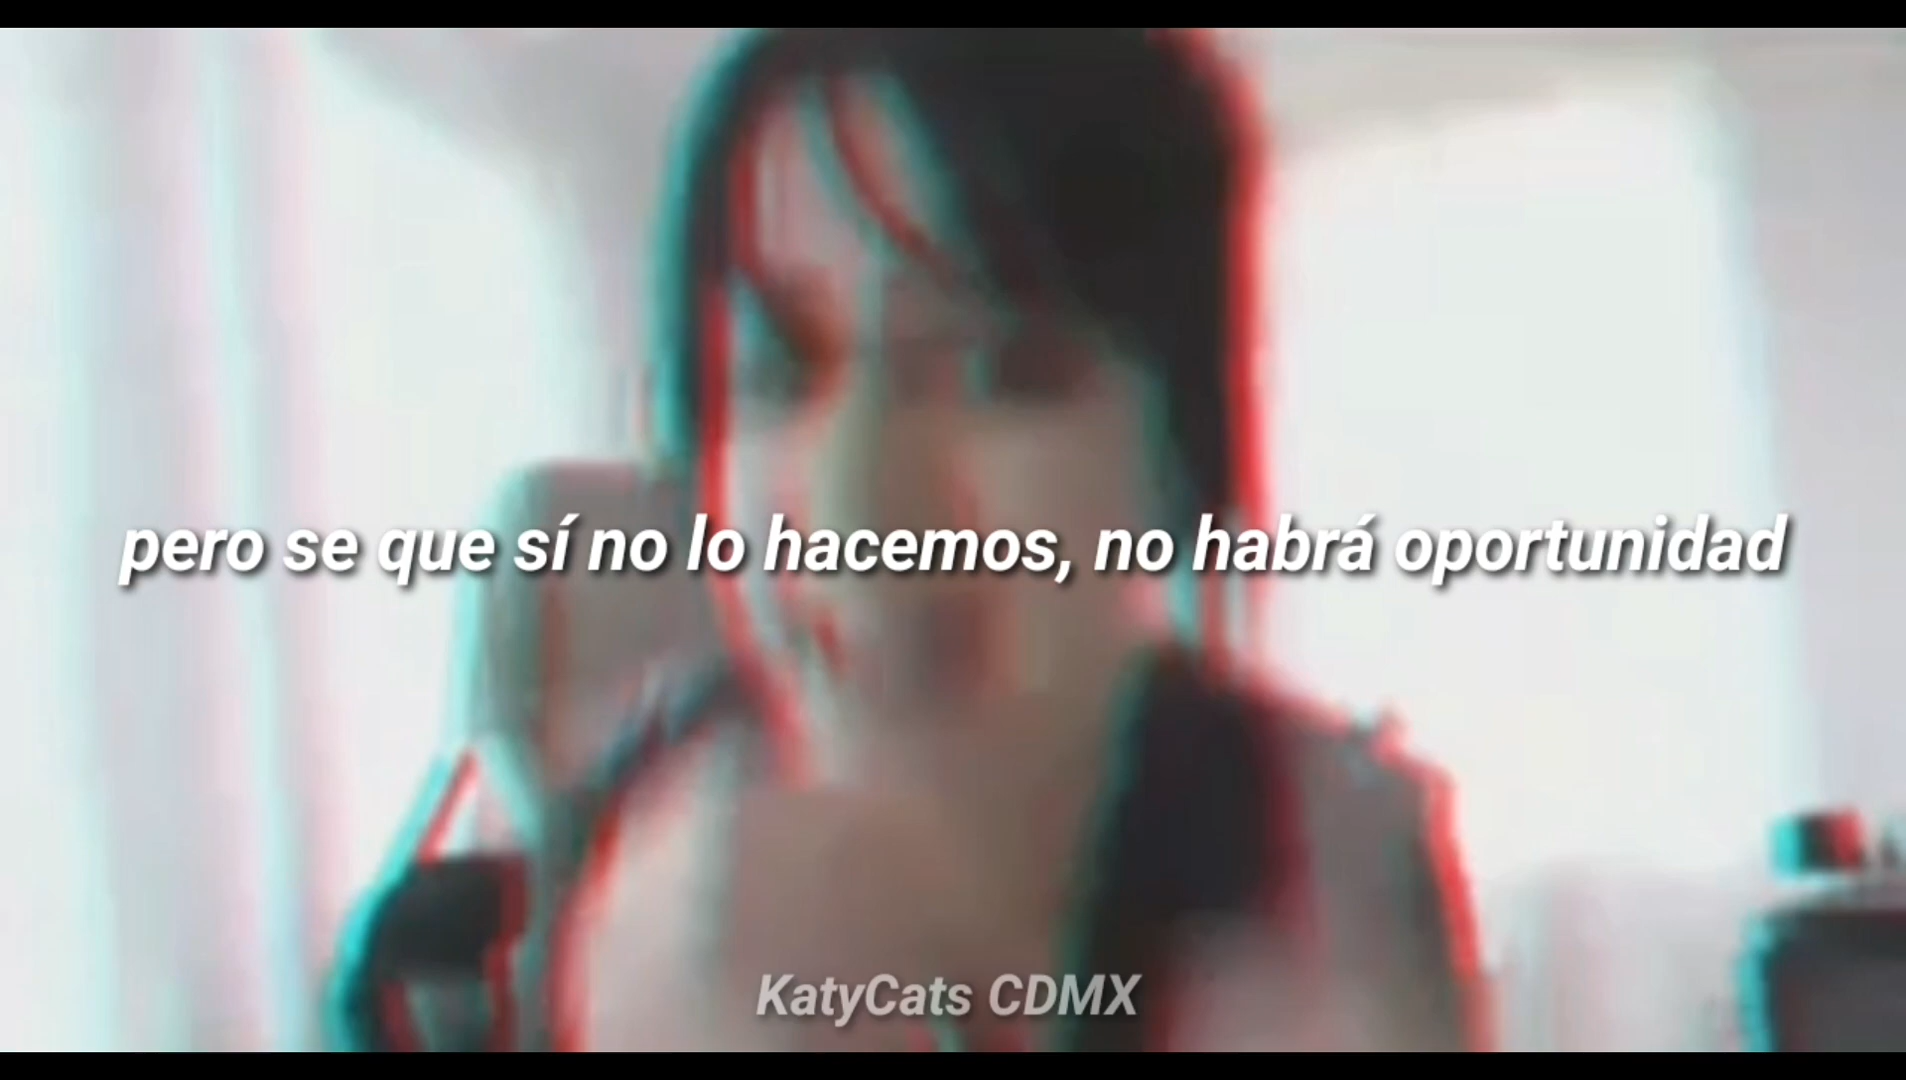 pero se que sí no lo hacemos, no habrá oportunidad
KatyCats CDMX